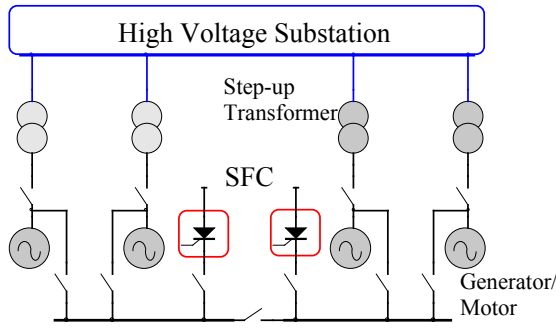 High Voltage Substation
Step-up
Transformer
SFC
Generator/
Motor